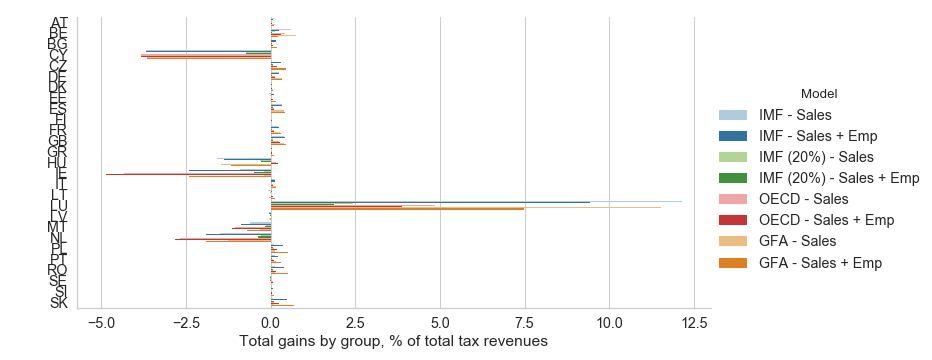 AT
BE
BG
CY
CZ
DE
DK
EE
ES
FI
FR
GB
GR
HU
IE
IT
LT
LU
LV
MT
NL
PL
PT
RO
SE
SI
SK
−5.0 −2.5 0.0 2.5 5.0 7.5 10.0 12.5
Total gains by group, % of total tax revenues
Model
IMF - Sales
IMF - Sales + Emp
IMF (20%) - Sales
IMF (20%) - Sales + Emp
OECD - Sales
OECD - Sales + Emp
GFA - Sales
GFA - Sales + Emp